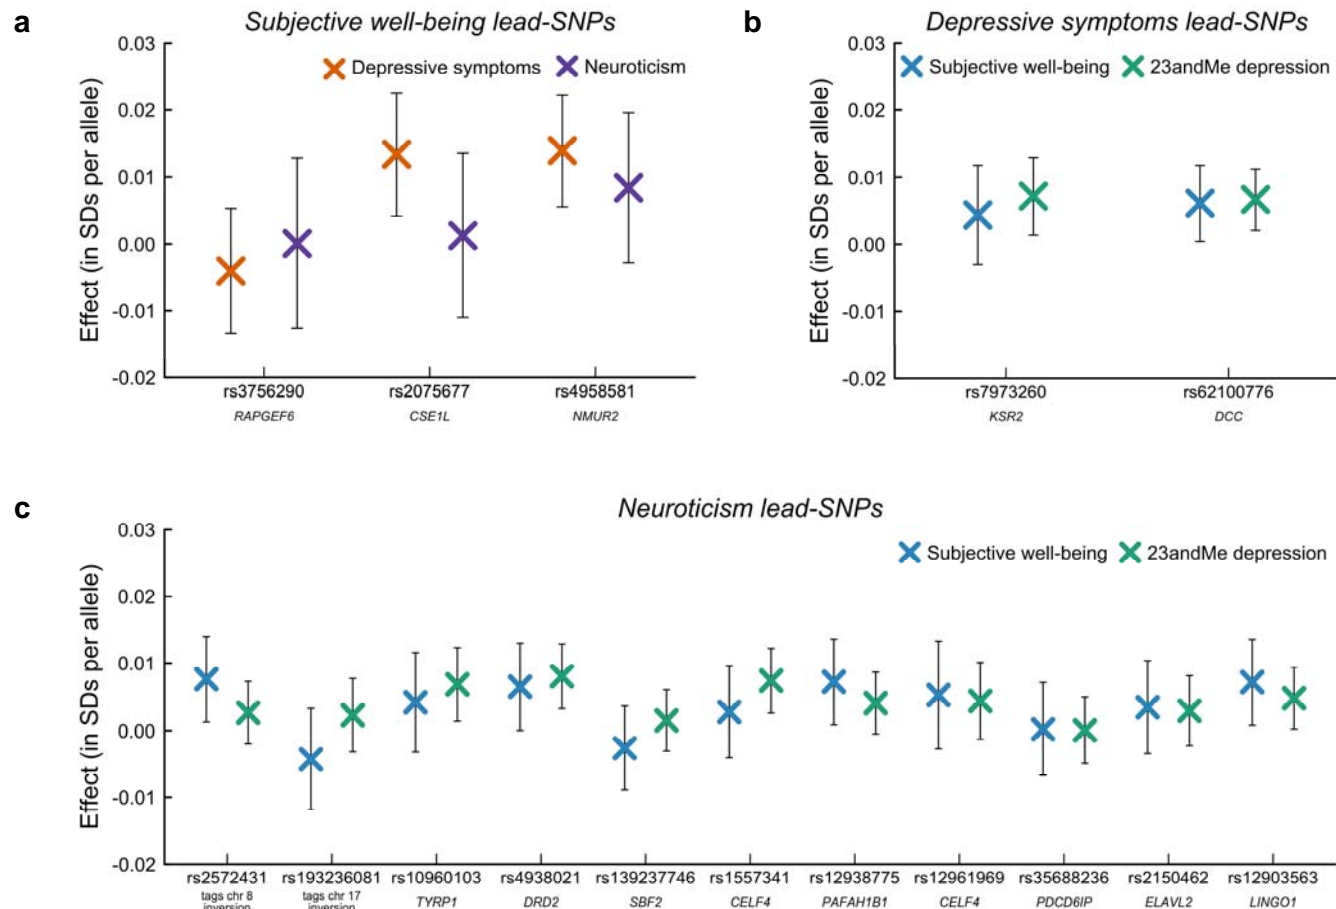 a
Subjective well-being lead-SNPs
Depressive symptoms
Neuroticism
Effect (in SDs per allele)
0.03
0.02
0.01
0.00
-0.01
-0.02
rs3756290
rs2075677
rs4958581
RAPGEF6
CSE1L
NMUR2
b
Depressive symptoms lead-SNPs
Subjective well-being
23andMe depression
Effect (in SDs per allele)
0.03
0.02
0.01
0.00
-0.01
-0.02
rs7973260
rs62100776
KSR2
DCC
c
Neuroticism lead-SNPs
Subjective well-being
23andMe depression
Effect (in SDs per allele)
0.03
0.02
0.01
0.00
-0.01
-0.02
rs2572431
rs193236081
rs10960103
rs4938021
rs139237746
rs1557341
rs12938775
rs12961969
rs35688236
rs2150462
rs12903563
tags chr 8
inversion
tags chr 17
inversion
TYRP1
DRD2
SBF2
CELF4
PAFAH1B1
CELF4
PDCD6IP
ELAVL2
LINGO1